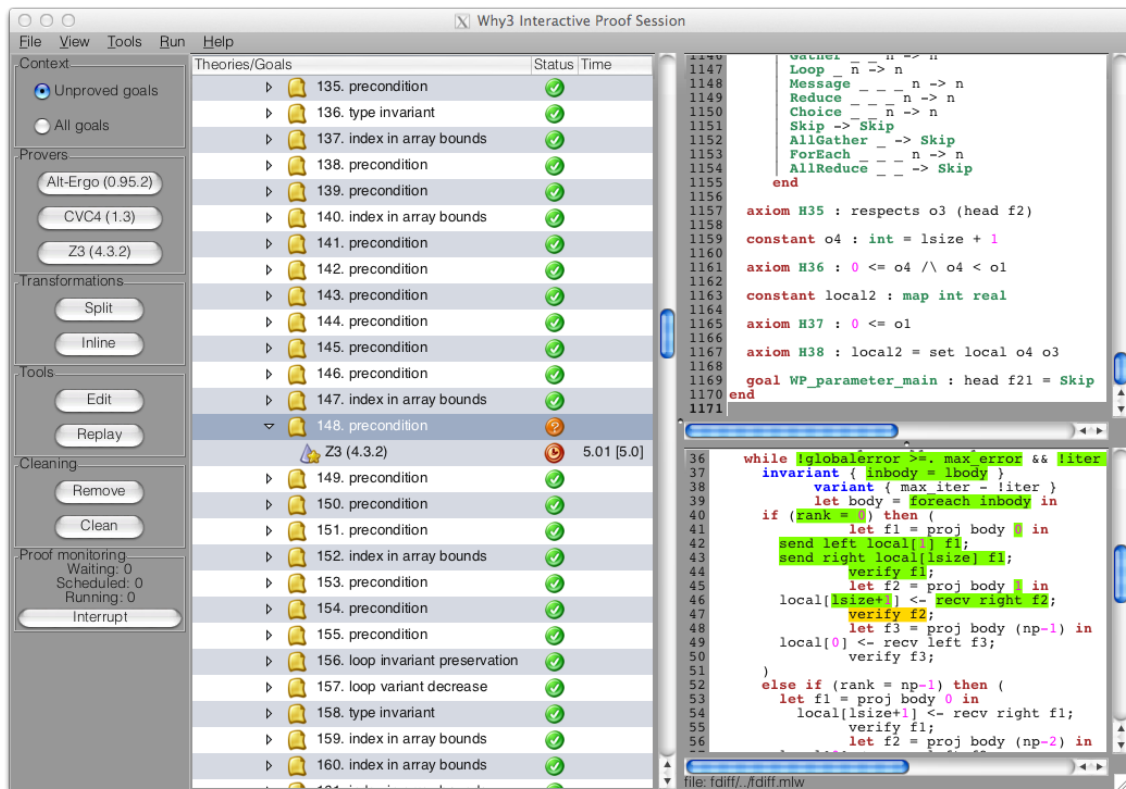 Why3 Interactive Proof Session
File View Tools Run Help
Context
Unproved goals
All goals
Provers
Alt-Ergo (0.95.2)
CVC4 (1.3)
Z3 (4.3.2)
Transformations
Split
Inline
Tools
Edit
Replay
Cleaning
Remove
Clean
Proof monitoring
Waiting: 0
Scheduled: 0
Running: 0
Interrupt
Theories/Goals Status Time
135. precondition
136. type invariant
137. index in array bounds
138. precondition
139. precondition
140. index in array bounds
141. precondition
142. precondition
143. precondition
144. precondition
145. precondition
146. precondition
147. index in array bounds
148. precondition
Z3 (4.3.2) 5.01 [5.0]
149. precondition
150. precondition
151. precondition
152. index in array bounds
153. precondition
154. precondition
155. precondition
156. loop invariant preservation
157. loop variant decrease
158. type invariant
159. index in array bounds
160. index in array bounds
1146 | Gather _ _ n -> n
1147 | Loop _ n -> n
1148 | Message _ _ _ n -> n
1149 | Reduce _ _ _ n -> n
1150 | Choice _ _ n -> n
1151 | Skip -> Skip
1152 | AllGather _ -> Skip
1153 | ForEach _ _ _ n -> n
1154 | AllReduce _ _ -> Skip
1155 end
1156
1157 axiom H35 : respects o3 (head f2)
1158
1159 constant o4 : int = lsize + 1
1160
1161 axiom H36 : 0 <= o4 /\ o4 < o1
1162
1163 constant local2 : map int real
1164
1165 axiom H37 : 0 <= o1
1166
1167 axiom H38 : local2 = set local o4 o3
1168
1169 goal WP_parameter_main : head f21 = Skip
1170 end
1171
36 while !globalerror >=. max_error && !iter
37 invariant { inbody = lbody }
38 variant { max_iter - !iter }
39 let body = foreach inbody in
40 if (rank = 0) then (
41 let f1 = proj body 0 in
42 send left local[1] f1;
43 send right local[lsize] f1;
44 verify f1;
45 let f2 = proj body 1 in
46 local[lsize+1] <- recv right f2;
47 verify f2;
48 let f3 = proj body (np-1) in
49 local[0] <- recv left f3;
50 verify f3;
51 )
52 else if (rank = np-1) then (
53 let f1 = proj body 0 in
54 local[lsize+1] <- recv right f1;
55 verify f1;
56 let f2 = proj body (np-2) in
file: fdiff/../fdiff.mlw